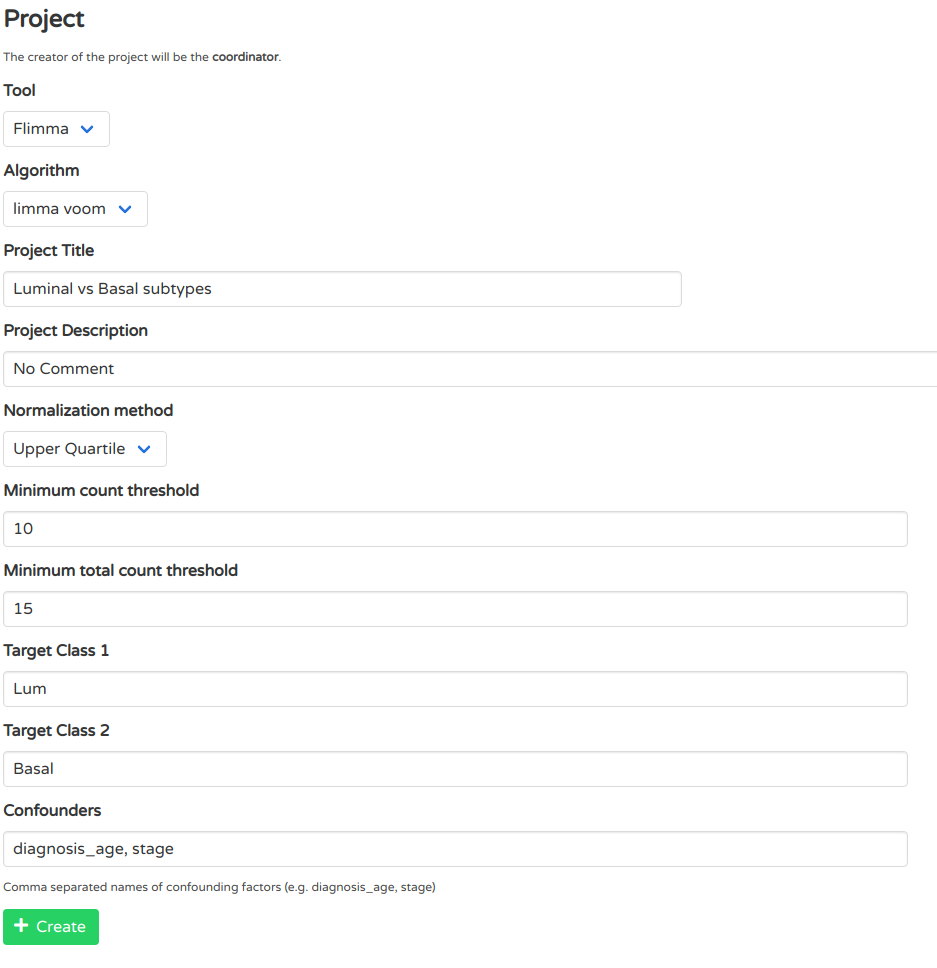 Project
The creator of the project will be the coordinator.
Tool
Flimma
Algorithm
limma voom
Project Title
Luminal vs Basal subtypes
Project Description
No Comment
Normalization method
Upper Quartile
Minimum count threshold
10
Minimum total count threshold
15
Target Class 1
Lum
Target Class 2
Basal
Confounders
diagnosis_age, stage
Comma separated names of confounding factors (e.g. diagnosis_age, stage)
+ Create